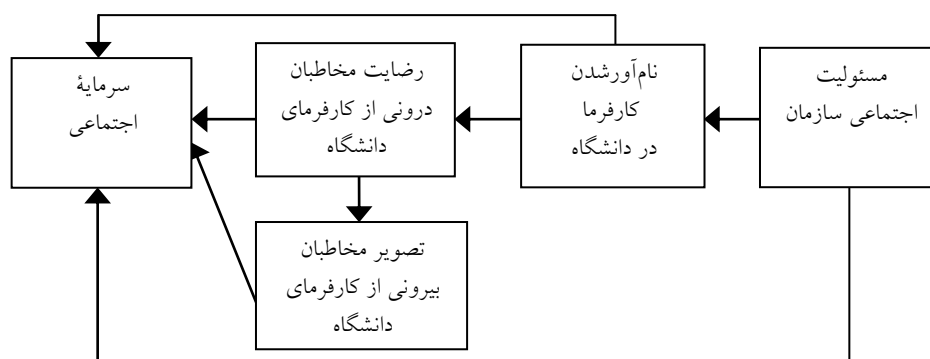 مسئولیت
اجتماعی سازمان
نام‌آورشدن
کارفرما
در دانشگاه
رضایت مخاطبان
درونی از کارفرمای
دانشگاه
سرمایۀ
اجتماعی
تصویر مخاطبان
بیرونی از کارفرمای
دانشگاه